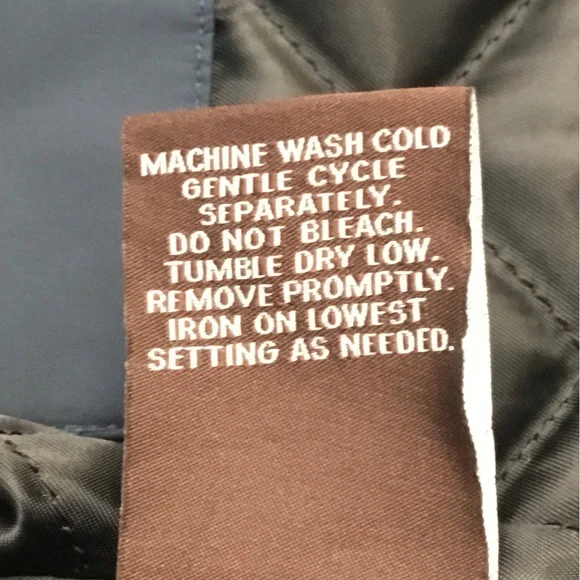 MACHINE WASH COLD
GENTLE CYCLE
SEPARATELY.
DO NOT BLEACH.
TUMBLE DRY LOW.
REMOVE PROMPTLY.
IRON ON LOWEST
SETTING AS NEEDED.